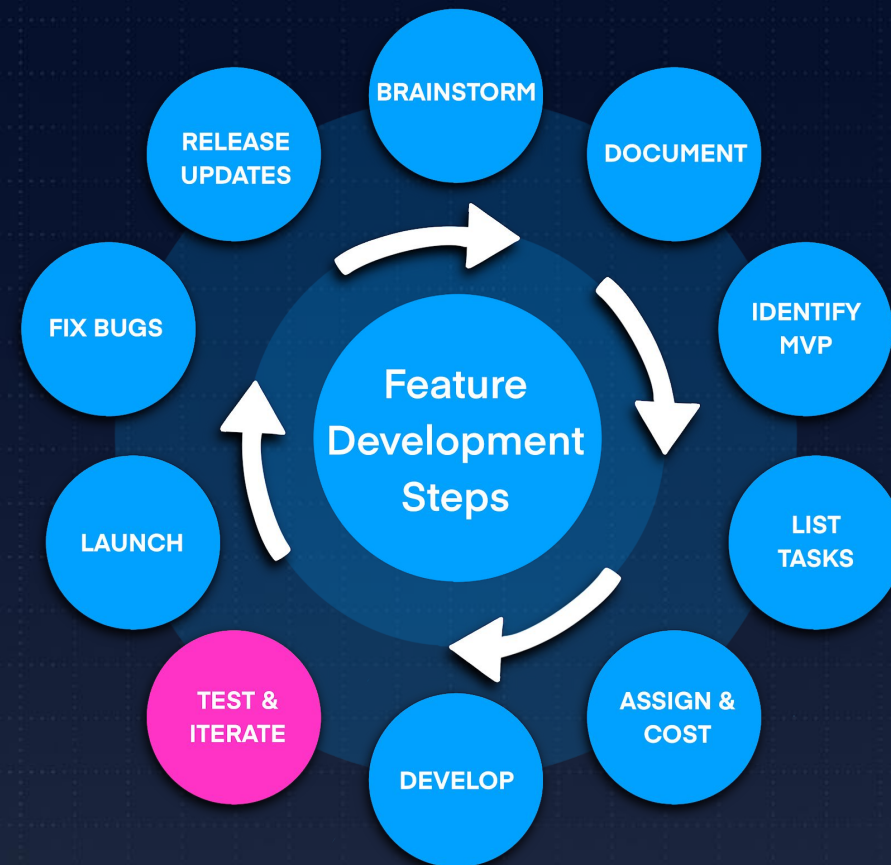 BRAINSTORM
DOCUMENT
IDENTIFY
MVP
LIST
TASKS
ASSIGN &
COST
DEVELOP
TEST &
ITERATE
LAUNCH
FIX BUGS
RELEASE
UPDATES
Feature
Development
Steps